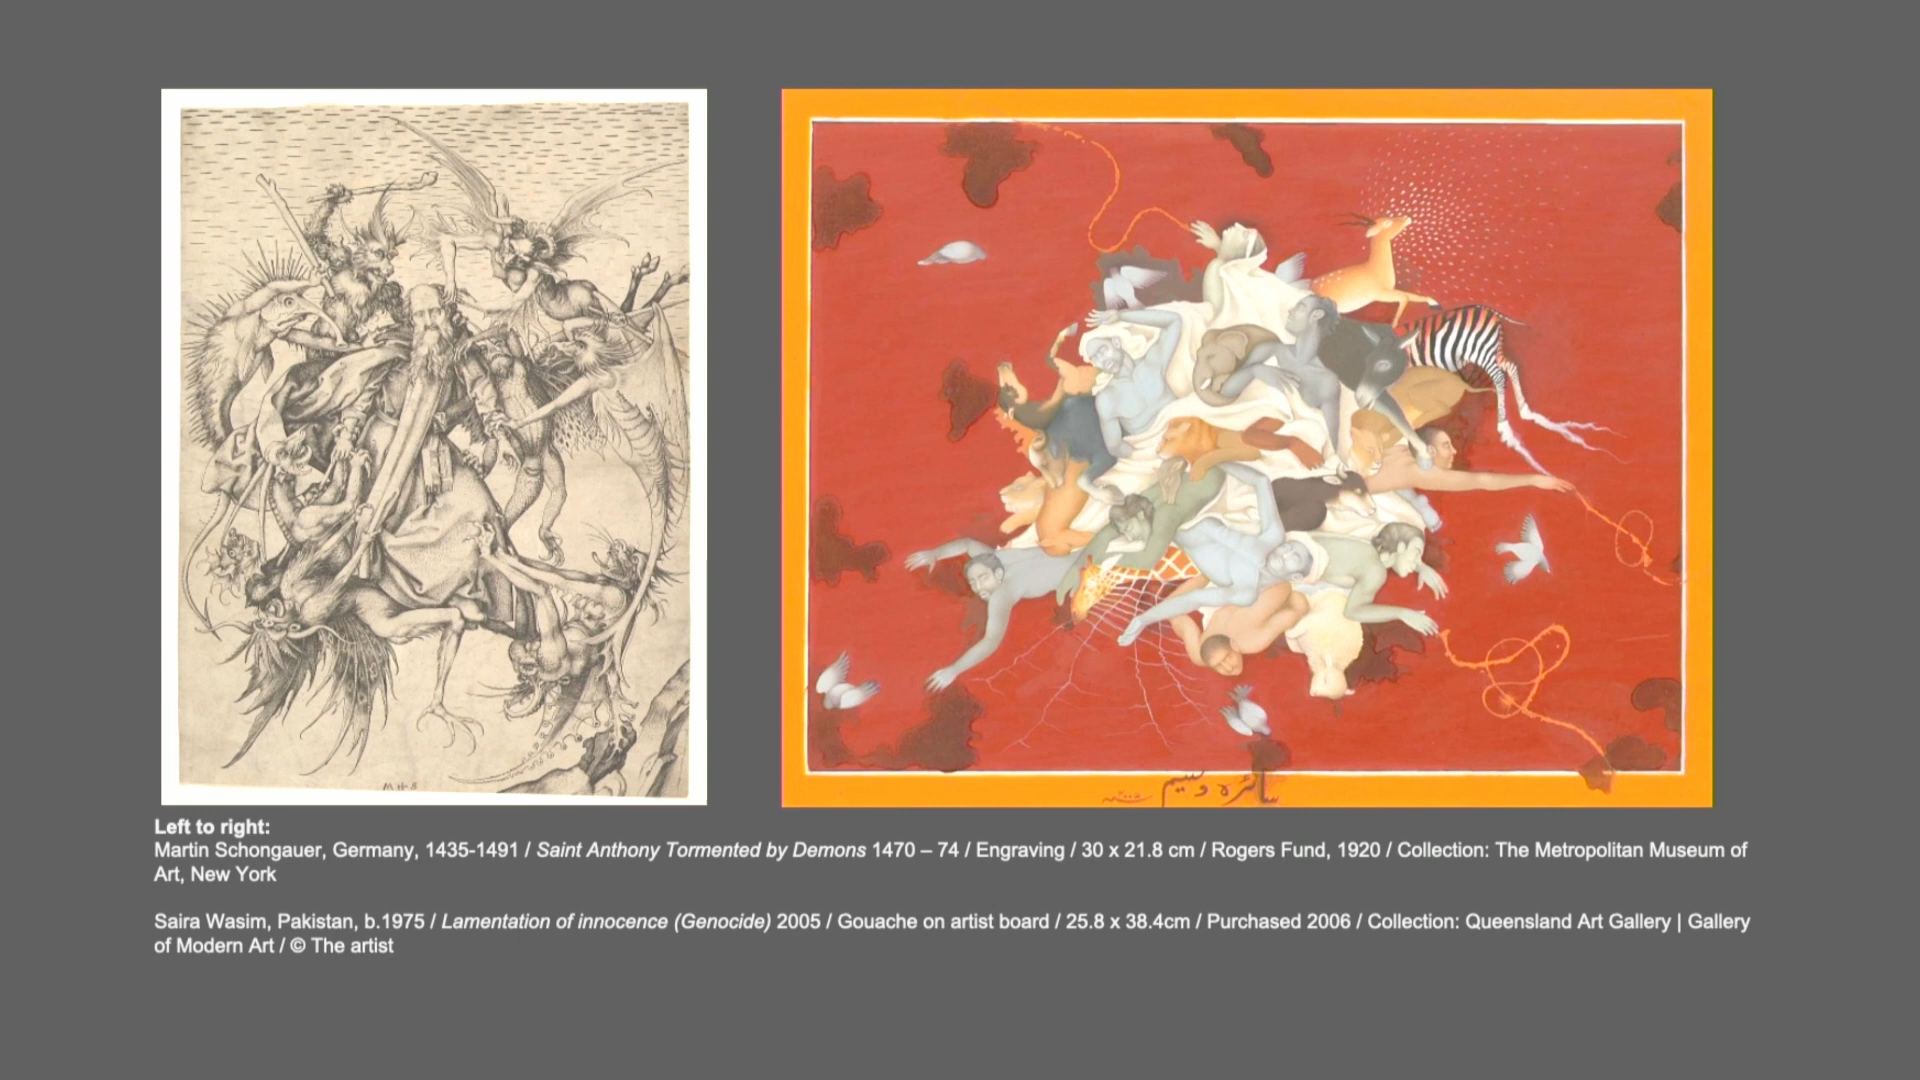 M+S
سائرہ وسیم
۲۰۰۵
Left to right:
Martin Schongauer, Germany, 1435-1491 / Saint Anthony Tormented by Demons 1470 – 74 / Engraving / 30 x 21.8 cm / Rogers Fund, 1920 / Collection: The Metropolitan Museum of
Art, New York
Saira Wasim, Pakistan, b.1975 / Lamentation of innocence (Genocide) 2005 / Gouache on artist board / 25.8 x 38.4cm / Purchased 2006 / Collection: Queensland Art Gallery | Gallery
of Modern Art / © The artist